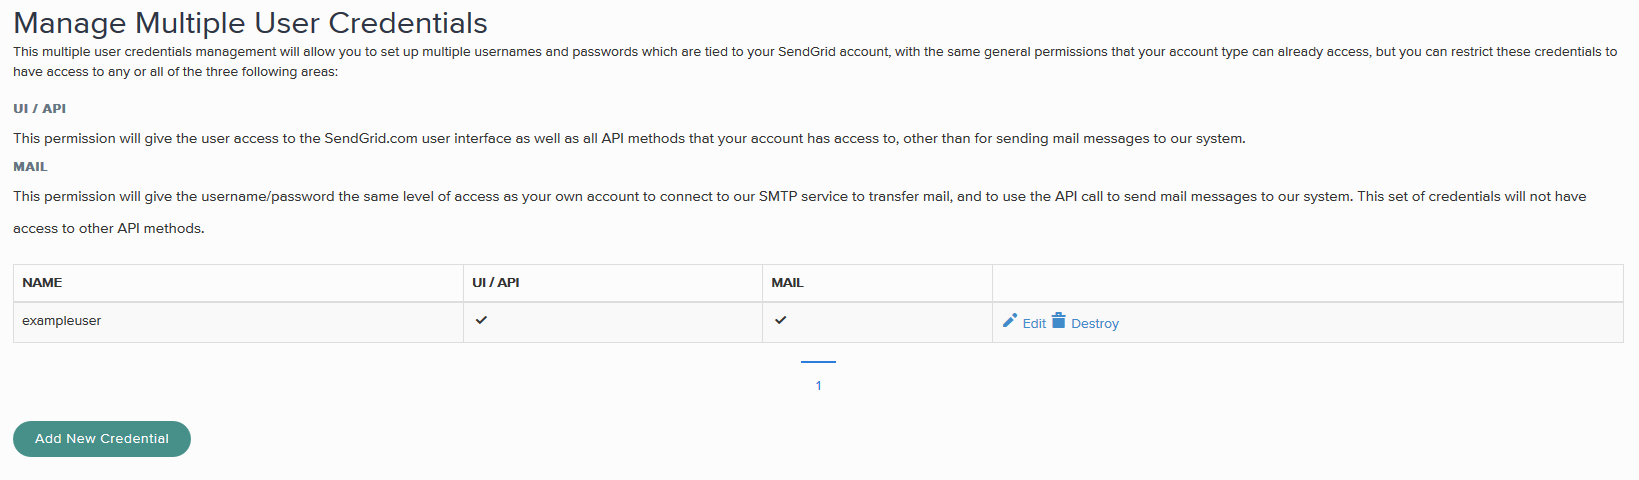 Manage Multiple User Credentials
This multiple user credentials management will allow you to set up multiple usernames and passwords which are tied to your SendGrid account, with the same general permissions that your account type can already access, but you can restrict these credentials to
have access to any or all of the three following areas:
UI / API
This permission will give the user access to the SendGrid.com user interface as well as all API methods that your account has access to, other than for sending mail messages to our system.
MAIL
This permission will give the username/password the same level of access as your own account to connect to our SMTP service to transfer mail, and to use the API call to send mail messages to our system. This set of credentials will not have
access to other API methods.
NAME UI / API MAIL
exampleuser Edit Destroy
1
Add New Credential